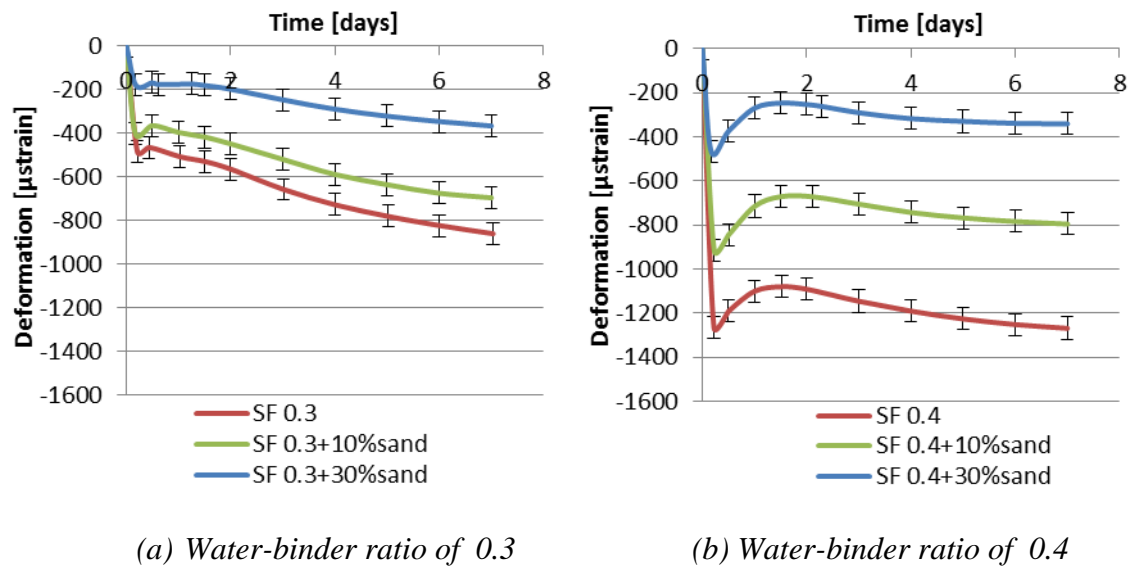 Time [days]
0
-200
-400
-600
-800
-1000
-1200
-1400
-1600
0 2 4 6 8
Deformation [µstrain]
SF 0.3
SF 0.3+10%sand
SF 0.3+30%sand
(a) Water-binder ratio of 0.3
Time [days]
0
-200
-400
-600
-800
-1000
-1200
-1400
-1600
0 2 4 6 8
Deformation [µstrain]
SF 0.4
SF 0.4+10%sand
SF 0.4+30%sand
(b) Water-binder ratio of 0.4